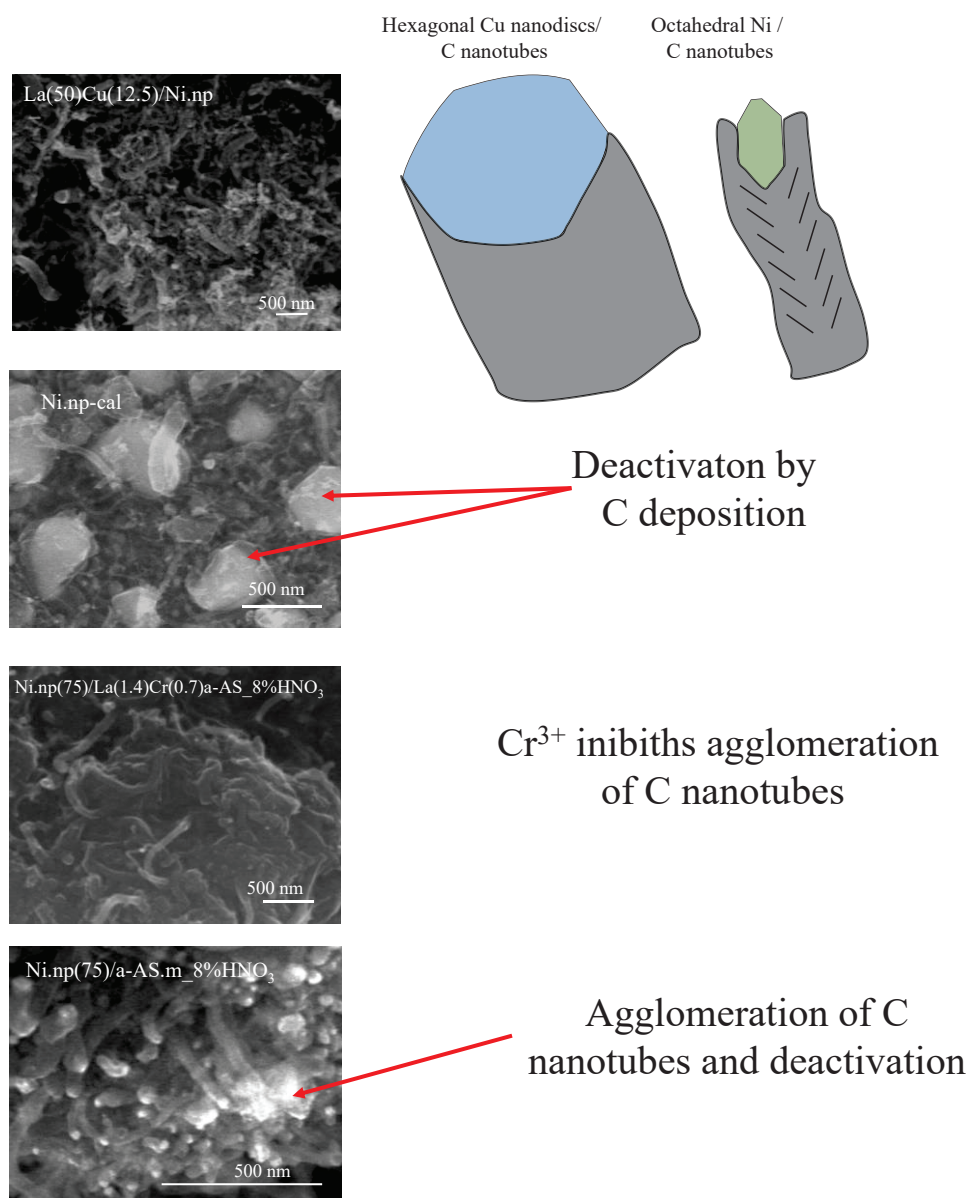 Hexagonal Cu nanodiscs/
C nanotubes
Octahedral Ni /
C nanotubes
La(50)Cu(12.5)/Ni.np
500 nm
Ni.np-cal
500 nm
Deactivaton by
C deposition
Ni.np(75)/La(1.4)Cr(0.7)a-AS_8%HNO₃
500 nm
Cr³⁺ inibiths agglomeration
of C nanotubes
Ni.np(75)/a-AS.m_8%HNO₃
500 nm
Agglomeration of C
nanotubes and deactivation